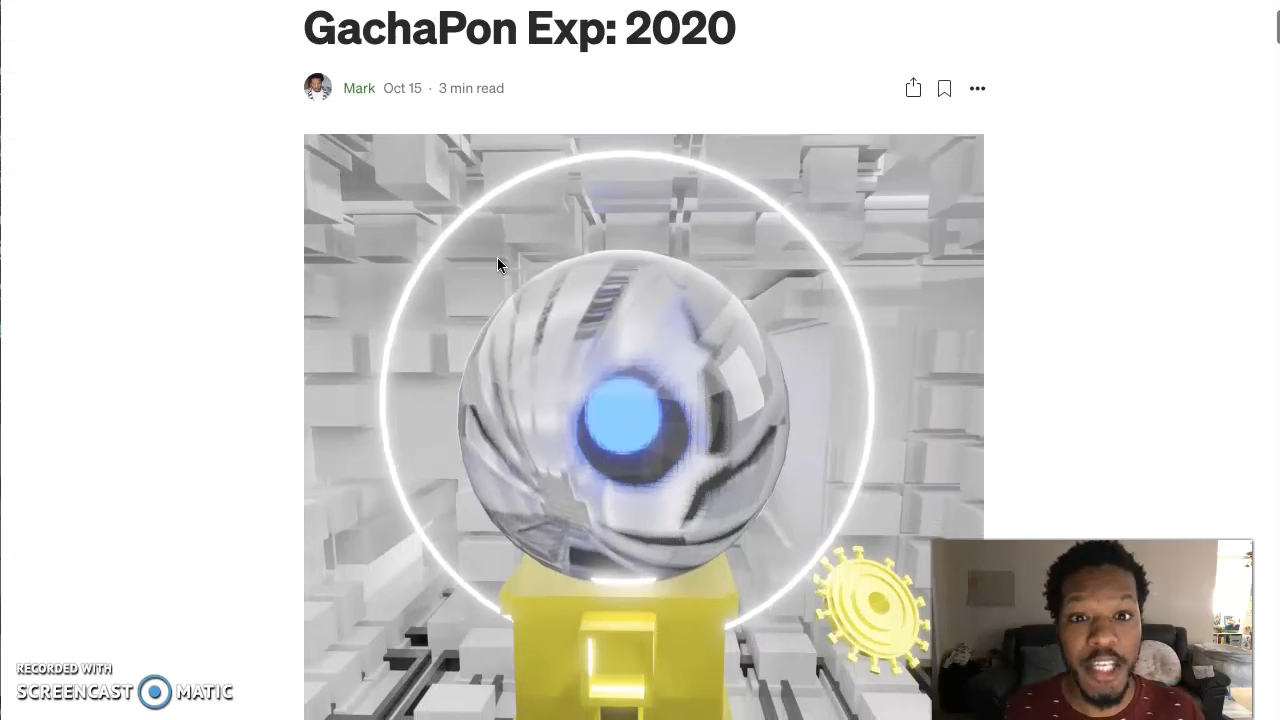 GachaPon Exp: 2020
Mark Oct 15 · 3 min read
RECORDED WITH
SCREENCAST MATIC